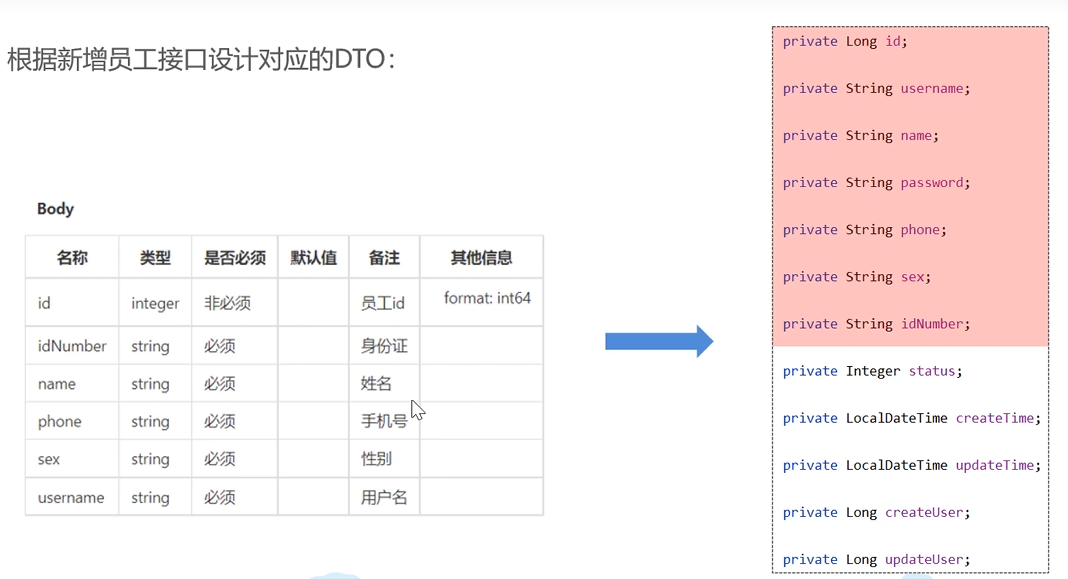 根据新增员工接口设计对应的DTO：
Body
名称 类型 是否必须 默认值 备注 其他信息
id integer 非必须 员工id format: int64
idNumber string 必须 身份证
name string 必须 姓名
phone string 必须 手机号
sex string 必须 性别
username string 必须 用户名
private Long id;
private String username;
private String name;
private String password;
private String phone;
private String sex;
private String idNumber;
private Integer status;
private LocalDateTime createTime;
private LocalDateTime updateTime;
private Long createUser;
private Long updateUser;